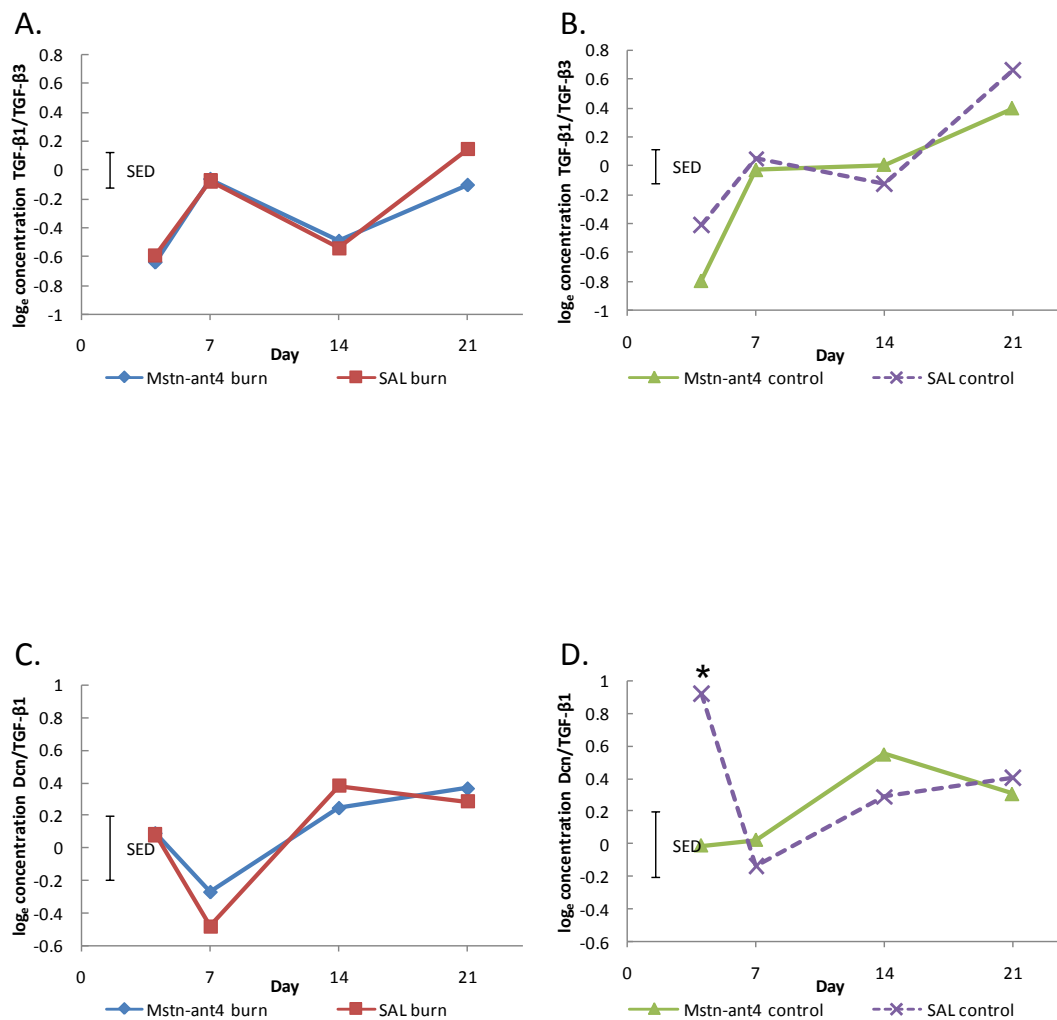 A.
log_e concentration TGF-β1/TGF-β3
0.8
0.6
0.4
0.2
0
-0.2
-0.4
-0.6
-0.8
-1
SED
0 7 14 21
Day
Mstn-ant4 burn SAL burn
B.
log_e concentration TGF-β1/TGF-β3
0.8
0.6
0.4
0.2
0
-0.2
-0.4
-0.6
-0.8
-1
SED
0 7 14 21
Day
Mstn-ant4 control SAL control
C.
log_e concentration Dcn/TGF-β1
1
0.8
0.6
0.4
0.2
0
-0.2
-0.4
-0.6
SED
0 7 14 21
Day
Mstn-ant4 burn SAL burn
D.
log_e concentration Dcn/TGF-β1
1
0.8
0.6
0.4
0.2
0
-0.2
-0.4
-0.6
*
SED
0 7 14 21
Day
Mstn-ant4 control SAL control